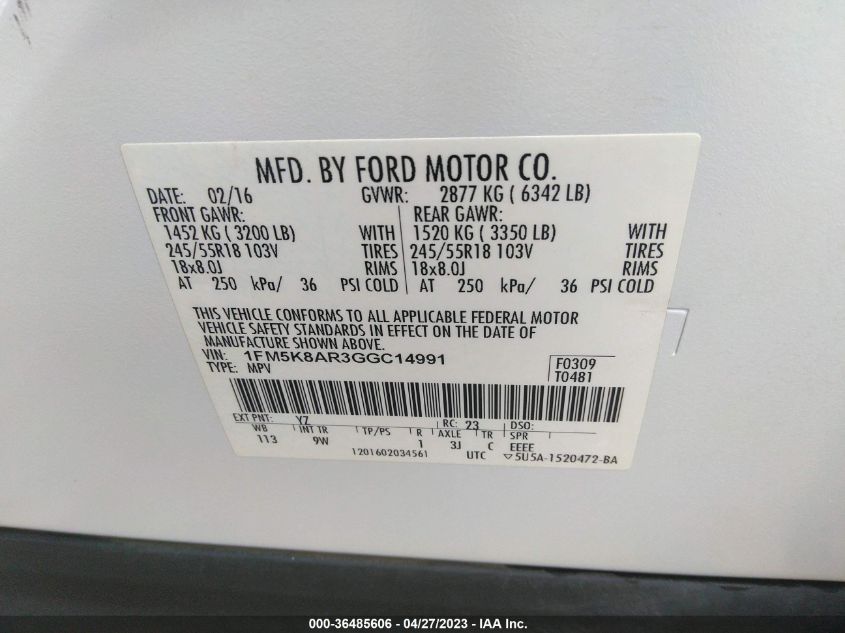 MFD. BY FORD MOTOR CO.
DATE: 02/16 GVWR: 2877 KG ( 6342 LB)
FRONT GAWR: REAR GAWR:
1452 KG ( 3200 LB) WITH 1520 KG ( 3350 LB) WITH
245/55R18 103V TIRES 245/55R18 103V TIRES
18x8.0J RIMS 18x8.0J RIMS
AT 250 kPa/ 36 PSI COLD AT 250 kPa/ 36 PSI COLD
THIS VEHICLE CONFORMS TO ALL APPLICABLE FEDERAL MOTOR
VEHICLE SAFETY STANDARDS IN EFFECT ON THE DATE OF
MANUFACTURE SHOWN ABOVE.
VIN: 1FM5K8AR3GGC14991 F0309
TYPE: MPV T0481
EXT PNT: YZ RC: 23 DSO:
WB INT TR TP/PS R AXLE TR SPR
113 9W 1 3J C EEEE
1201602034561 UTC ▽5U5A-1520472-BA
000-36485606 - 04/27/2023 - IAA Inc.